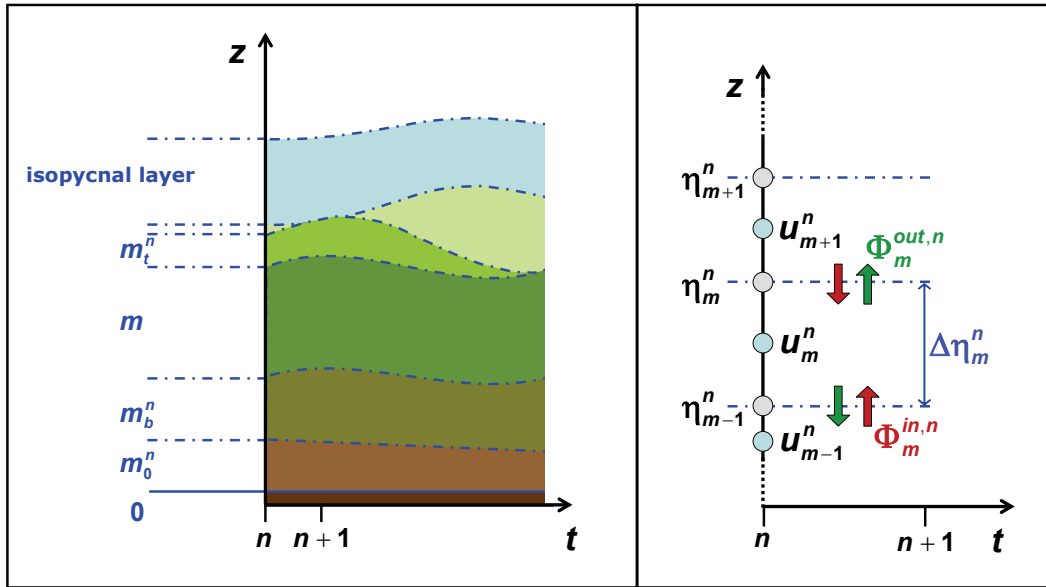 z
isopycnal layer
m_t^n
m
m_b^n
m_0^n
0
n
n + 1
t
z
η_{m+1}^n
u_{m+1}^n
Φ_m^{out,n}
η_m^n
u_m^n
Δη_m^n
η_{m−1}^n
u_{m−1}^n
Φ_m^{in,n}
n
n + 1
t